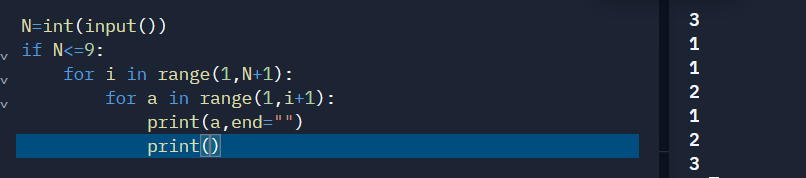 N=int(input())
if N<=9:
    for i in range(1,N+1):
        for a in range(1,i+1):
            print(a,end="")
            print()
3
1
1
2
1
2
3